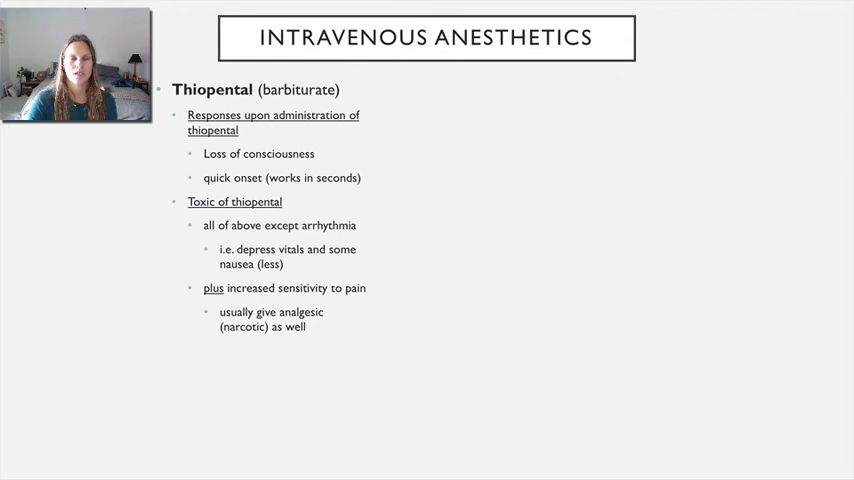 INTRAVENOUS ANESTHETICS
Thiopental (barbiturate)
Responses upon administration of
thiopental
Loss of consciousness
quick onset (works in seconds)
Toxic of thiopental
all of above except arrhythmia
i.e. depress vitals and some
nausea (less)
plus increased sensitivity to pain
usually give analgesic
(narcotic) as well